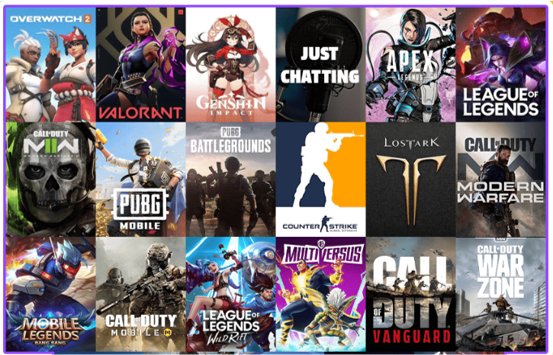 OVERWATCH 2
VALORANT
GENSHIN
IMPACT
JUST
CHATTING
APEX
LEGENDS
LEAGUE OF
LEGENDS
CALL OF DUTY
MWII
PUBG
MOBILE
PUBG
BATTLEGROUNDS
COUNTER STRIKE
LOST ARK
CALL OF DUTY
MODERN
WARFARE
MOBILE LEGENDS
BANG BANG
CALL OF DUTY
MOBILE
LEAGUE OF
LEGENDS
WILD RIFT
MULTIVERSUS
CALL
OF DUTY
VANGUARD
CALL OF DUTY
WAR
ZONE